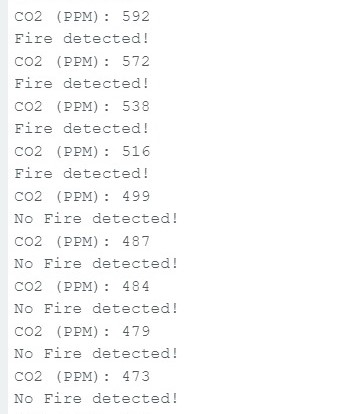 CO2 (PPM): 592
Fire detected!
CO2 (PPM): 572
Fire detected!
CO2 (PPM): 538
Fire detected!
CO2 (PPM): 516
Fire detected!
CO2 (PPM): 499
No Fire detected!
CO2 (PPM): 487
No Fire detected!
CO2 (PPM): 484
No Fire detected!
CO2 (PPM): 479
No Fire detected!
CO2 (PPM): 473
No Fire detected!